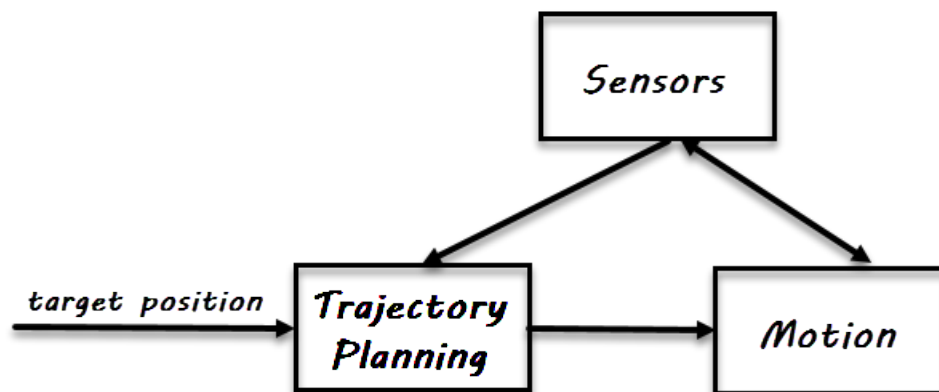 Sensors
target position
Trajectory
Planning
Motion